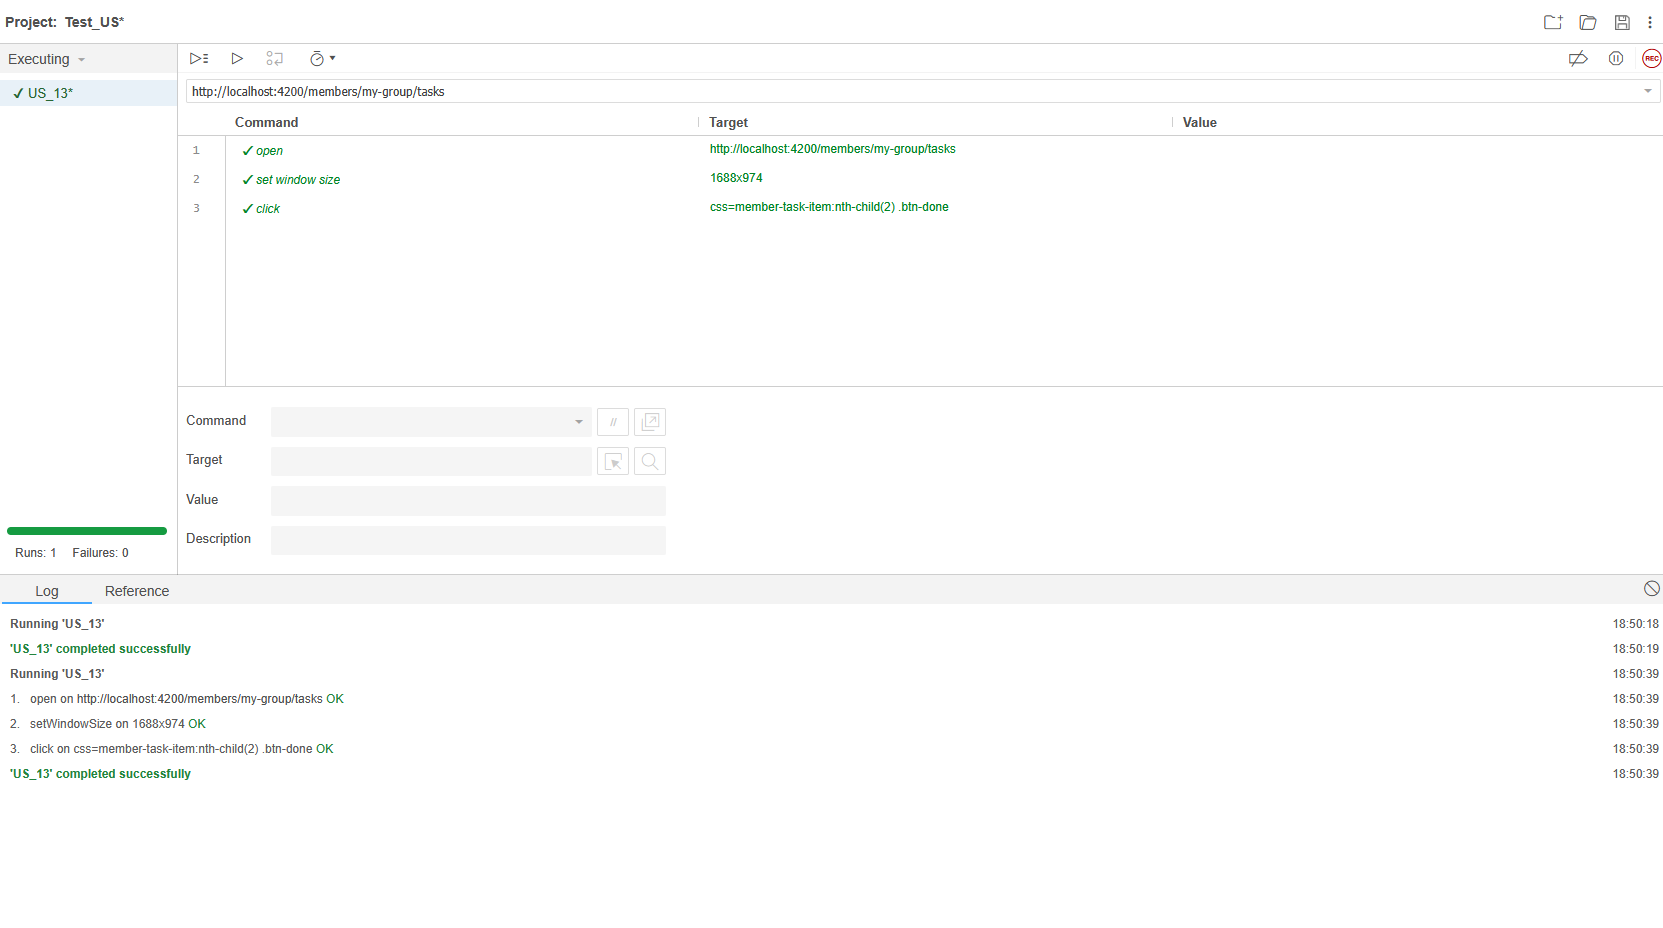 Project: Test_US*
Executing
REC
✓ US_13*
http://localhost:4200/members/my-group/tasks
Command Target Value
1 ✓ open http://localhost:4200/members/my-group/tasks
2 ✓ set window size 1688x974
3 ✓ click css=member-task-item:nth-child(2) .btn-done
Command //
Target
Value
Description
Runs: 1 Failures: 0
Log Reference
Running 'US_13' 18:50:18
'US_13' completed successfully 18:50:19
Running 'US_13' 18:50:39
1. open on http://localhost:4200/members/my-group/tasks OK 18:50:39
2. setWindowSize on 1688x974 OK 18:50:39
3. click on css=member-task-item:nth-child(2) .btn-done OK 18:50:39
'US_13' completed successfully 18:50:39